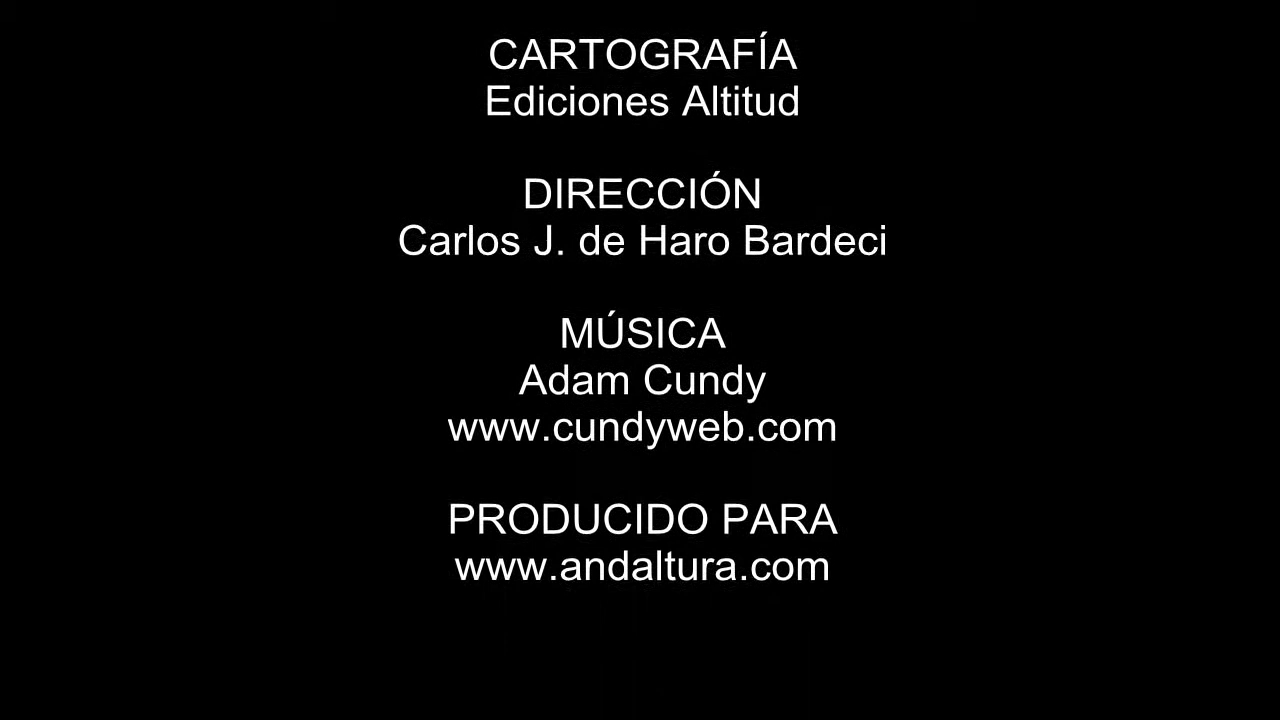 CARTOGRAFÍA
Ediciones Altitud
DIRECCIÓN
Carlos J. de Haro Bardeci
MÚSICA
Adam Cundy
www.cundyweb.com
PRODUCIDO PARA
www.andaltura.com